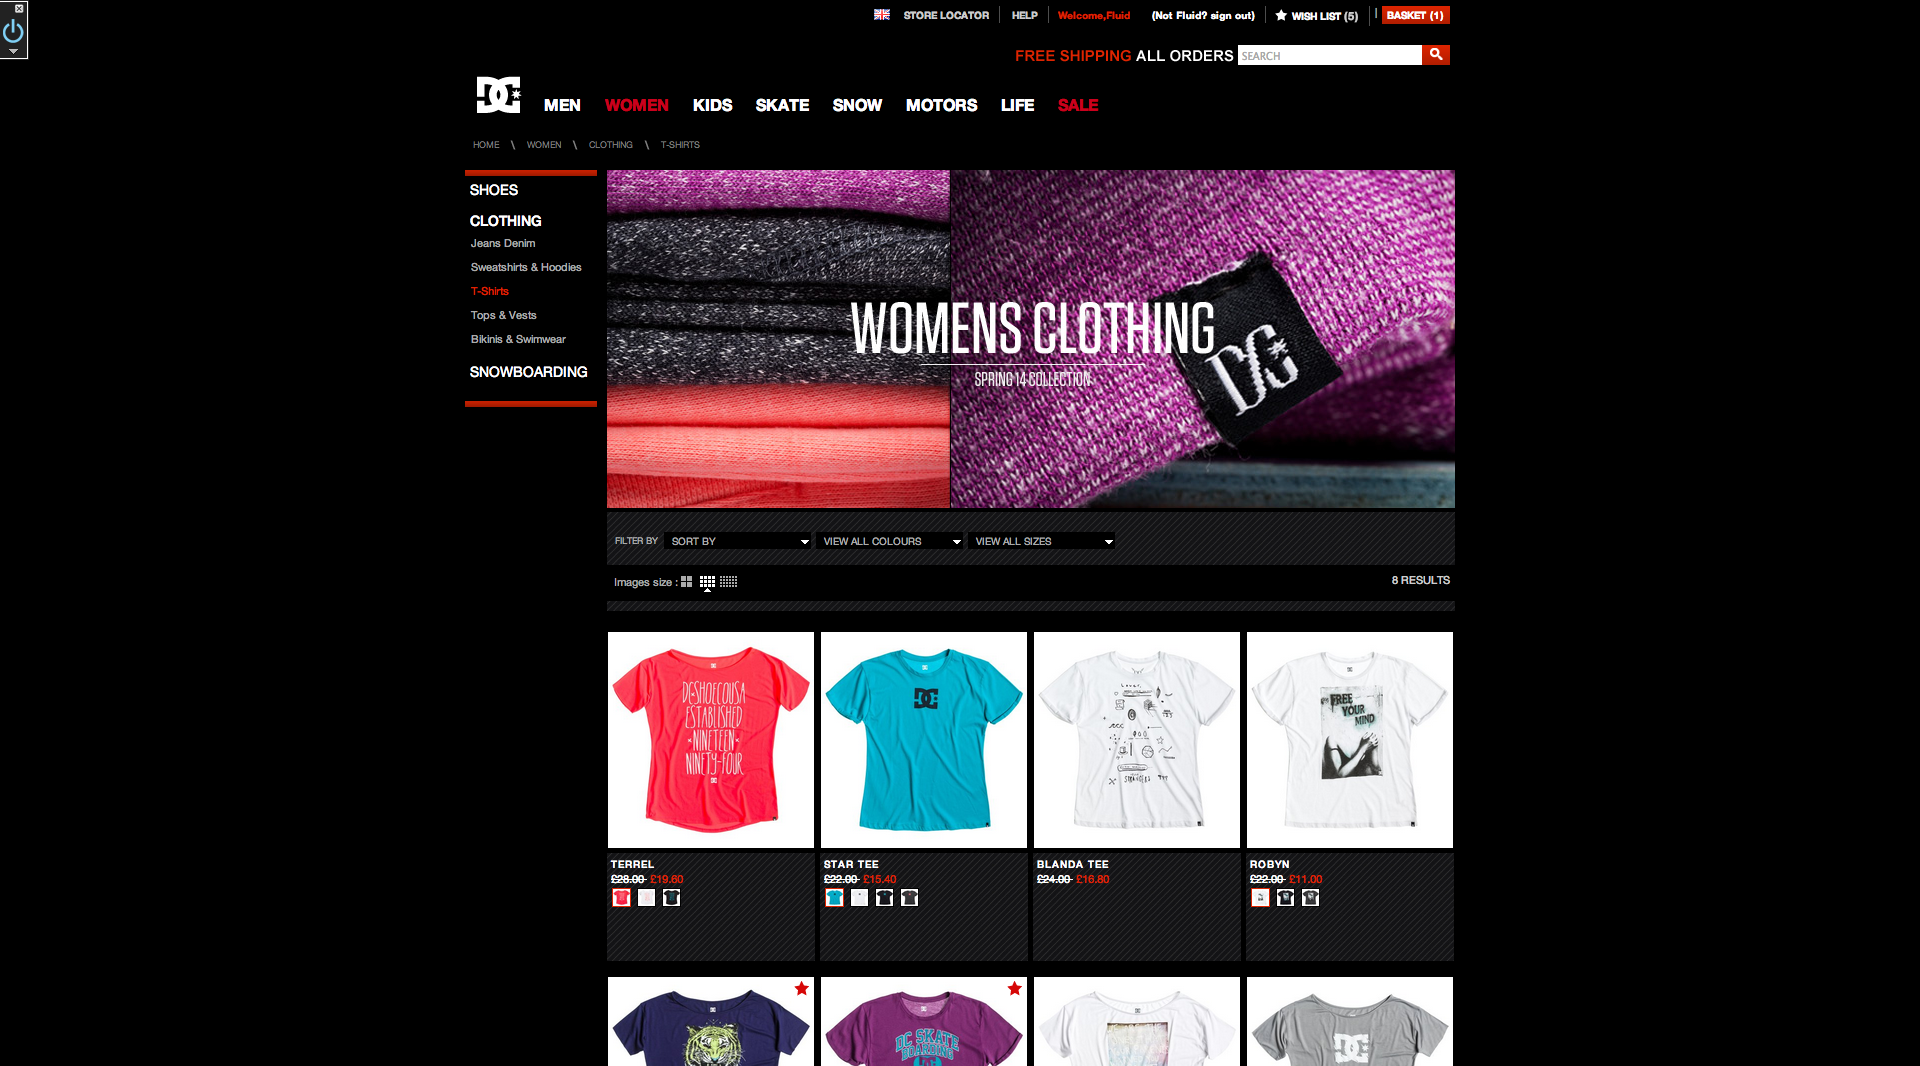 STORE LOCATOR
HELP
Welcome,Fluid
(Not Fluid? sign out)
WISH LIST (5)
BASKET (1)
FREE SHIPPING ALL ORDERS
SEARCH
DC
MEN
WOMEN
KIDS
SKATE
SNOW
MOTORS
LIFE
SALE
HOME \ WOMEN \ CLOTHING \ T-SHIRTS
SHOES
CLOTHING
Jeans Denim
Sweatshirts & Hoodies
T-Shirts
Tops & Vests
Bikinis & Swimwear
SNOWBOARDING
WOMENS CLOTHING
SPRING 14 COLLECTION
DC
FILTER BY
SORT BY
VIEW ALL COLOURS
VIEW ALL SIZES
Images size :
8 RESULTS
DCSHOECOUSA
ESTABLISHED
NINETEEN
NINETY-FOUR
DC
FREE
YOUR
MIND
TERREL
£28.00 £19.60
STAR TEE
£22.00 £15.40
BLANDA TEE
£24.00 £16.80
ROBYN
£22.00 £11.00
DC SKATE
BOARDING
DC